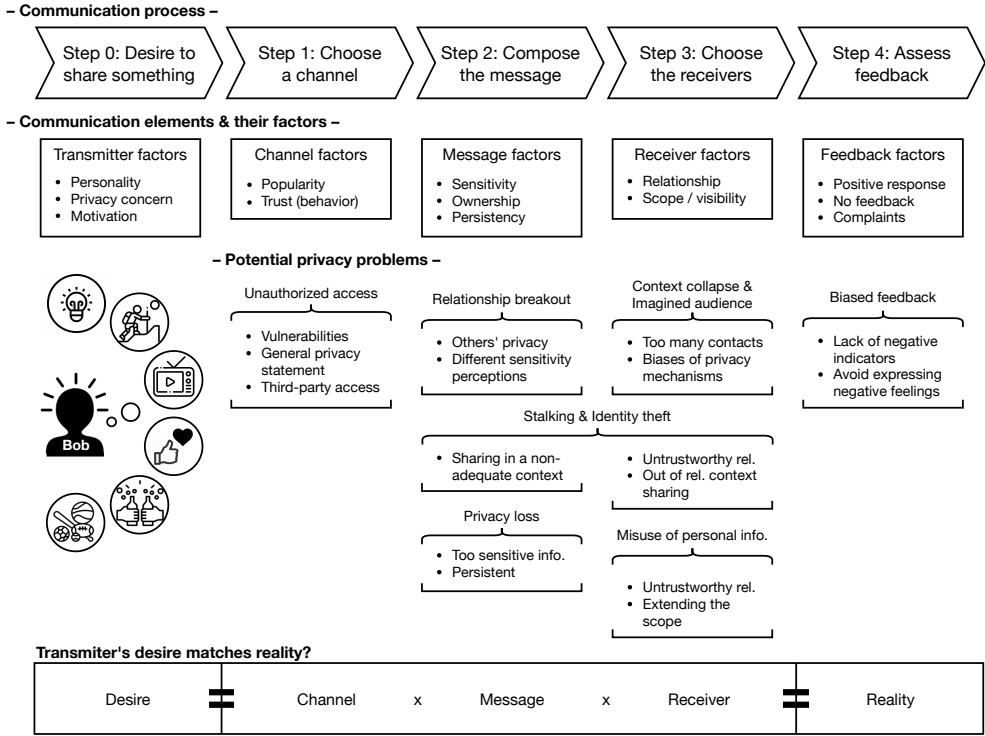 – Communication process –
Step 0: Desire to
share something
Step 1: Choose
a channel
Step 2: Compose
the message
Step 3: Choose
the receivers
Step 4: Assess
feedback
– Communication elements & their factors –
Transmitter factors
• Personality
• Privacy concern
• Motivation
Channel factors
• Popularity
• Trust (behavior)
Message factors
• Sensitivity
• Ownership
• Persistency
Receiver factors
• Relationship
• Scope / visibility
Feedback factors
• Positive response
• No feedback
• Complaints
– Potential privacy problems –
Unauthorized access
• Vulnerabilities
• General privacy
statement
• Third-party access
Relationship breakout
• Others' privacy
• Different sensitivity
perceptions
Context collapse &
Imagined audience
• Too many contacts
• Biases of privacy
mechanisms
Biased feedback
• Lack of negative
indicators
• Avoid expressing
negative feelings
Stalking & Identity theft
• Sharing in a non-
adequate context
• Untrustworthy rel.
• Out of rel. context
sharing
Privacy loss
• Too sensitive info.
• Persistent
Misuse of personal info.
• Untrustworthy rel.
• Extending the
scope
Bob
Transmiter's desire matches reality?
Desire = Channel x Message x Receiver = Reality